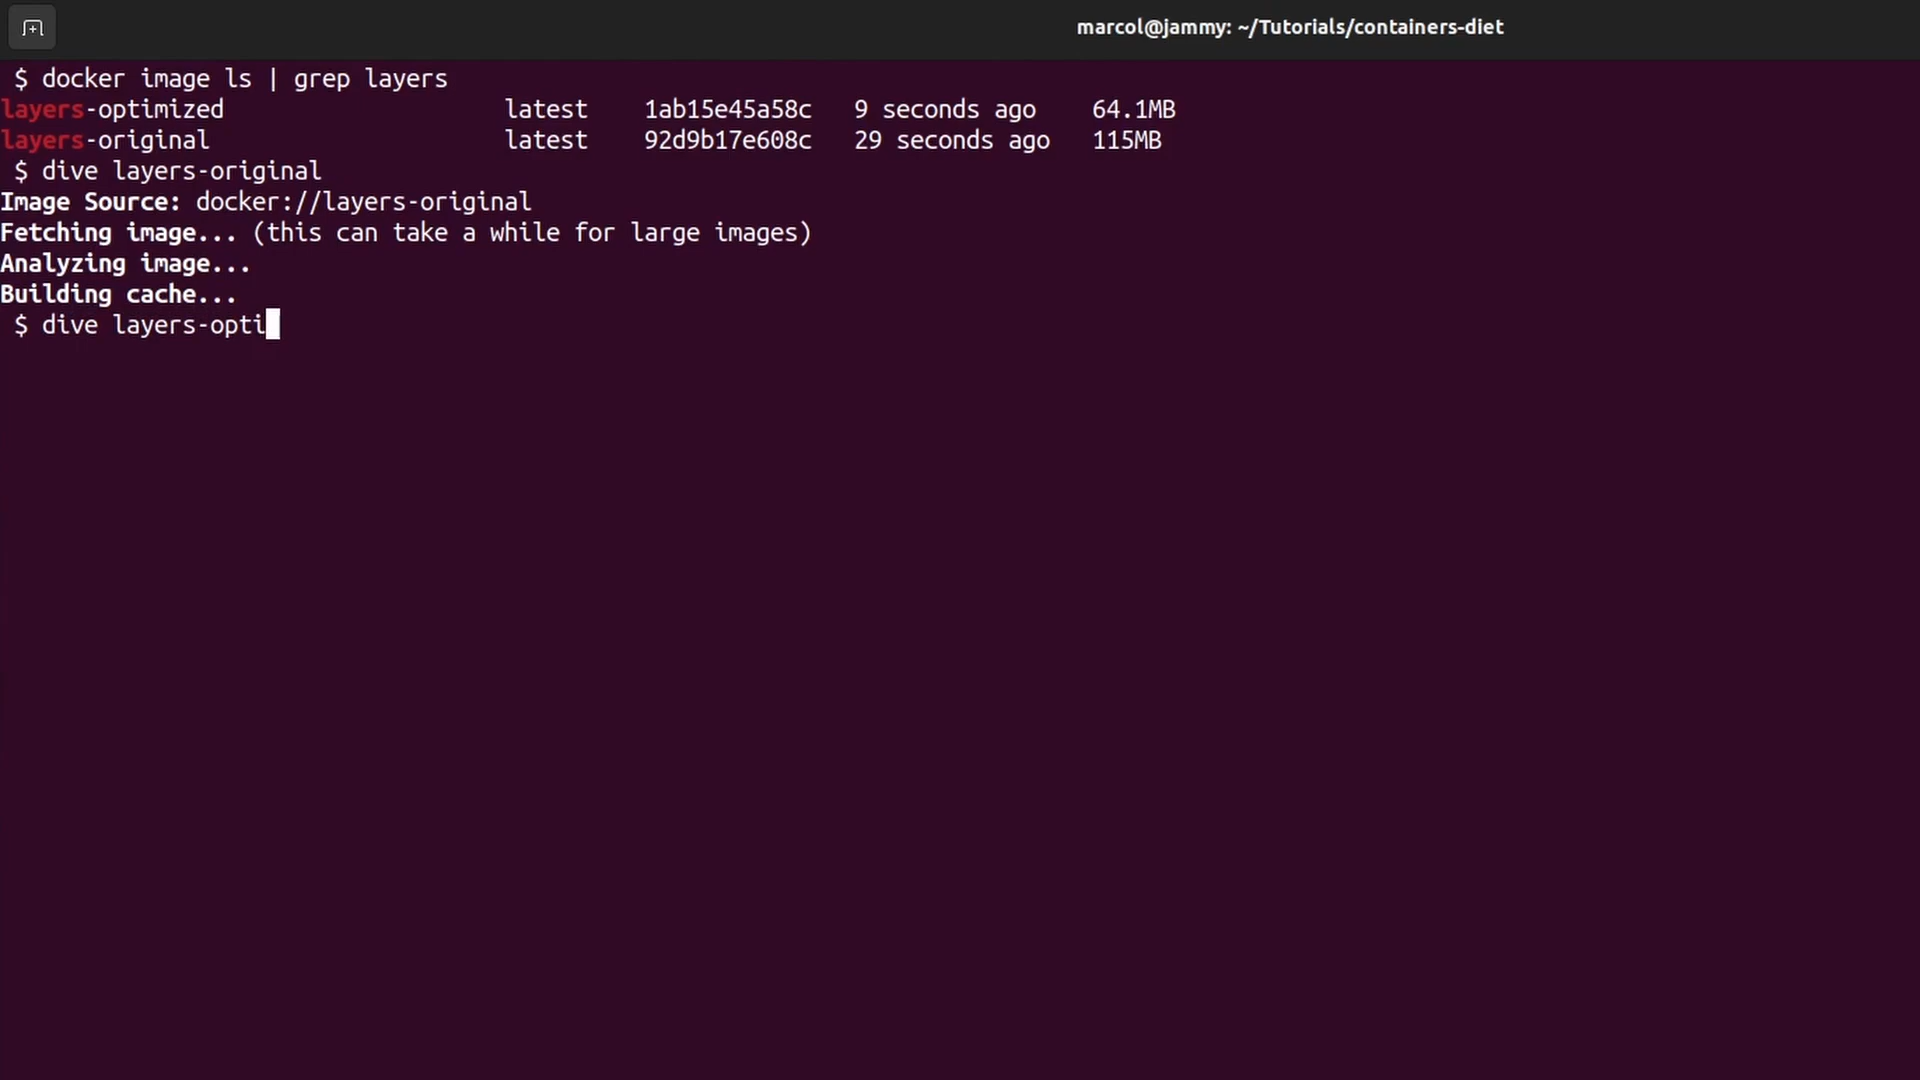 marcol@jammy: ~/Tutorials/containers-diet
$ docker image ls | grep layers
layers-optimized latest 1ab15e45a58c 9 seconds ago 64.1MB
layers-original latest 92d9b17e608c 29 seconds ago 115MB
$ dive layers-original
Image Source: docker://layers-original
Fetching image... (this can take a while for large images)
Analyzing image...
Building cache...
$ dive layers-opti